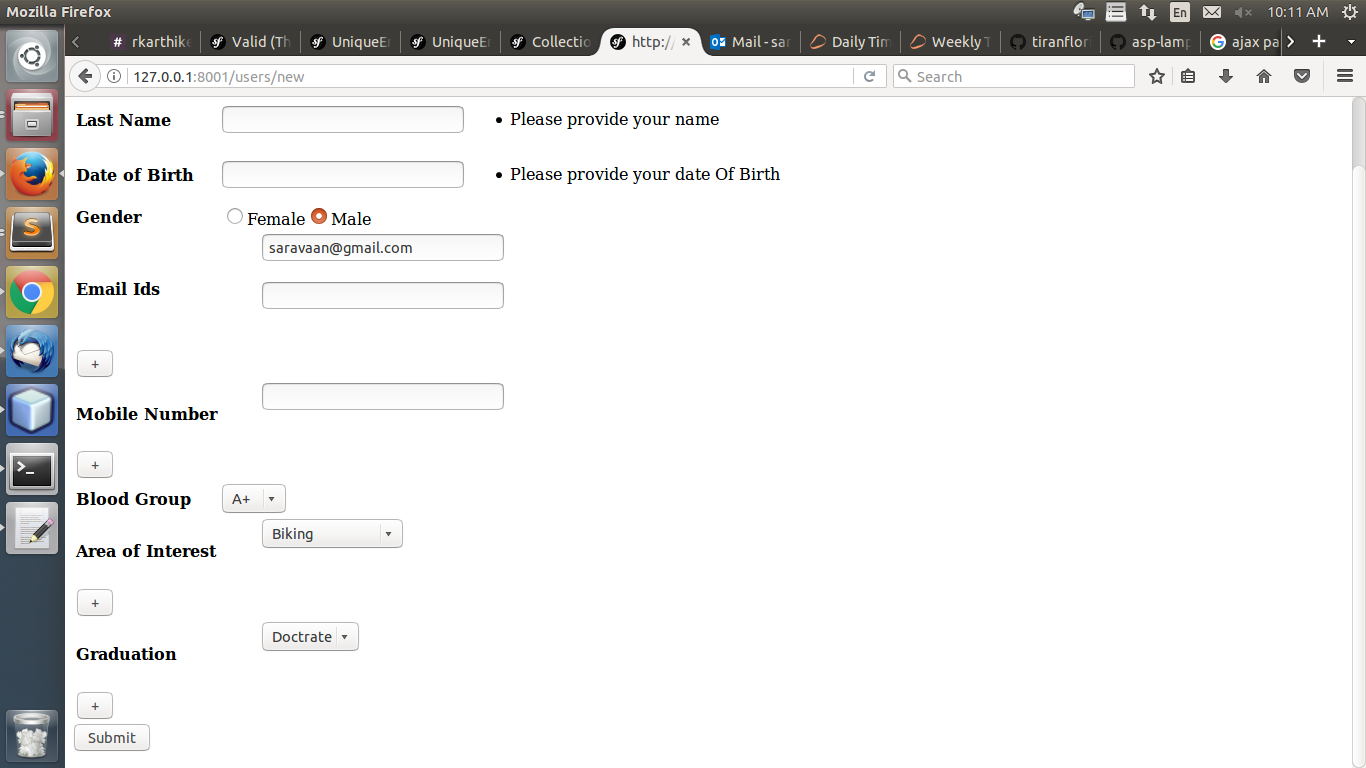 Mozilla Firefox
En
10:11 AM
# rkarthike
Valid (Th
UniqueEn
UniqueEn
Collectio
http:/
Mail - sar
Daily Tim
Weekly T
tiranflor
asp-lamp
ajax pa
127.0.0.1:8001/users/new
Search
Last Name
Please provide your name
Date of Birth
Please provide your date Of Birth
Gender
Female Male
saravaan@gmail.com
Email Ids
+
Mobile Number
+
Blood Group A+
Biking
Area of Interest
+
Doctrate
Graduation
+
Submit